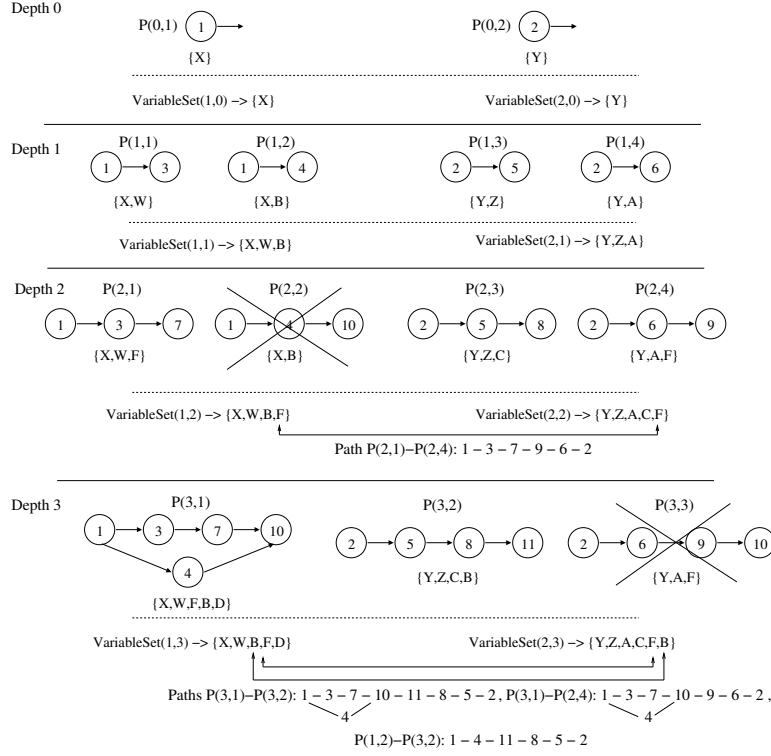 Depth 0
P(0,1) 1 P(0,2) 2
{X} {Y}
VariableSet(1,0) −> {X} VariableSet(2,0) −> {Y}
Depth 1
P(1,1) P(1,2) P(1,3) P(1,4)
1 3 1 4 2 5 2 6
{X,W} {X,B} {Y,Z} {Y,A}
VariableSet(1,1) −> {X,W,B} VariableSet(2,1) −> {Y,Z,A}
Depth 2 P(2,1) P(2,2) P(2,3) P(2,4)
1 3 7 1 4 10 2 5 8 2 6 9
{X,W,F} {X,B} {Y,Z,C} {Y,A,F}
VariableSet(1,2) −> {X,W,B,F} VariableSet(2,2) −> {Y,Z,A,C,F}
Path P(2,1)−P(2,4): 1 − 3 − 7 − 9 − 6 − 2
Depth 3 P(3,1) P(3,2) P(3,3)
1 3 7 10 2 5 8 11 2 6 9 10
4
{X,W,F,B,D} {Y,Z,C,B} {Y,A,F}
VariableSet(1,3) −> {X,W,B,F,D} VariableSet(2,3) −> {Y,Z,A,C,F,B}
Paths P(3,1)−P(3,2): 1 − 3 − 7 − 10 − 11 − 8 − 5 − 2 , P(3,1)−P(2,4): 1 − 3 − 7 − 10 − 9 − 6 − 2 ,
4 4
P(1,2)−P(3,2): 1 − 4 − 11 − 8 − 5 − 2